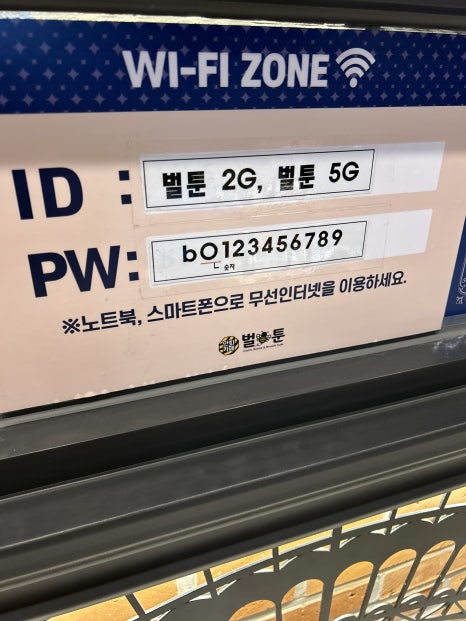 WI-FI ZONE
ID : 벌툰 2G, 벌툰 5G
PW: b0123456789
숫자
※노트북, 스마트폰으로 무선인터넷을 이용하세요.
벌툰